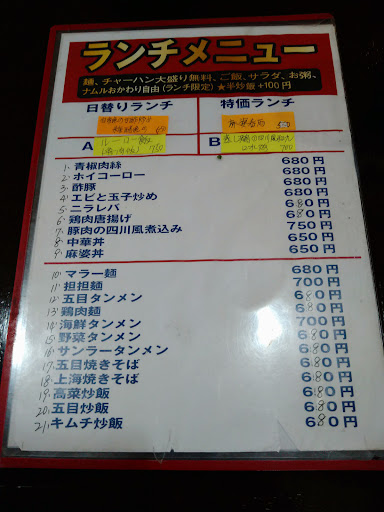 ランチメニュー
麺、チャーハン大盛り無料、ご飯、サラダ、お粥、
ナムルおかわり自由(ランチ限定)★半炒飯+100円
日替りランチ 特価ランチ
650
A ルーロー飯 750 B 700
1. 青椒肉絲 680円
2. ホイコーロー 680円
3. 酢豚 680円
4. エビと玉子炒め 680円
5. ニラレバ 680円
6. 鶏肉唐揚げ 680円
7. 豚肉の四川風煮込み 750円
8. 中華丼 650円
9. 麻婆丼 650円
10. マラー麺 680円
11. 担担麺 700円
12. 五目タンメン 680円
13. 鶏肉麺 680円
14. 海鮮タンメン 700円
15. 野菜タンメン 680円
16. サンラータンメン 680円
17. 五目焼きそば 680円
18. 上海焼きそば 680円
19. 高菜炒飯 680円
20. 五目炒飯 680円
21. キムチ炒飯 680円